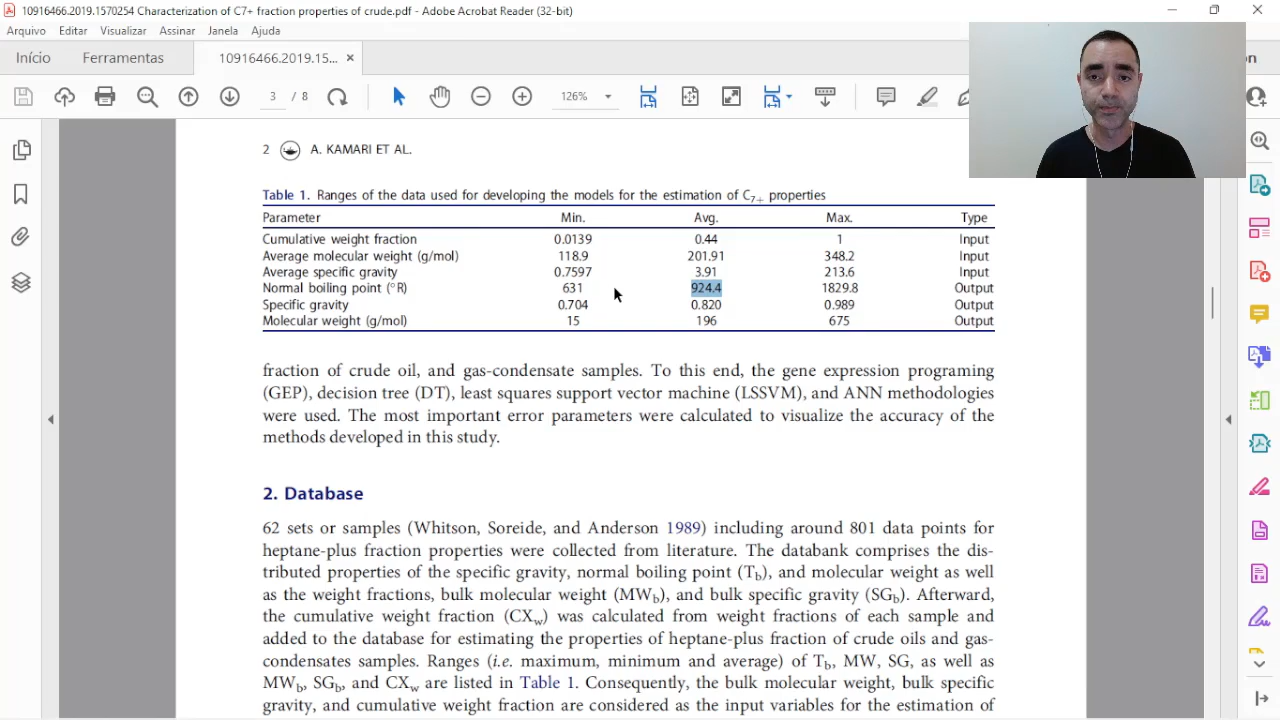 10916466.2019.1570254 Characterization of C7+ fraction properties of crude.pdf - Adobe Acrobat Reader (32-bit)
Arquivo Editar Visualizar Assinar Janela Ajuda
Início Ferramentas 10916466.2019.15... ×
3 / 8 126%
2 A. KAMARI ET AL.
Table 1. Ranges of the data used for developing the models for the estimation of C7+ properties
Parameter Min. Avg. Max. Type
Cumulative weight fraction 0.0139 0.44 1 Input
Average molecular weight (g/mol) 118.9 201.91 348.2 Input
Average specific gravity 0.7597 3.91 213.6 Input
Normal boiling point (°R) 631 924.4 1829.8 Output
Specific gravity 0.704 0.820 0.989 Output
Molecular weight (g/mol) 15 196 675 Output
fraction of crude oil, and gas-condensate samples. To this end, the gene expression programing
(GEP), decision tree (DT), least squares support vector machine (LSSVM), and ANN methodologies
were used. The most important error parameters were calculated to visualize the accuracy of the
methods developed in this study.
2. Database
62 sets or samples (Whitson, Soreide, and Anderson 1989) including around 801 data points for
heptane-plus fraction properties were collected from literature. The databank comprises the dis-
tributed properties of the specific gravity, normal boiling point (Tb), and molecular weight as well
as the weight fractions, bulk molecular weight (MWb), and bulk specific gravity (SGb). Afterward,
the cumulative weight fraction (CXw) was calculated from weight fractions of each sample and
added to the database for estimating the properties of heptane-plus fraction of crude oils and gas-
condensates samples. Ranges (i.e. maximum, minimum and average) of Tb, MW, SG, as well as
MWb, SGb, and CXw are listed in Table 1. Consequently, the bulk molecular weight, bulk specific
gravity, and cumulative weight fraction are considered as the input variables for the estimation of